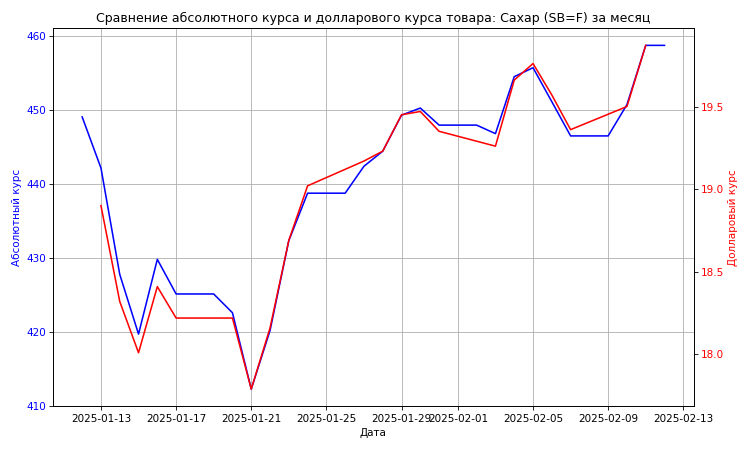 Сравнение абсолютного курса и долларового курса товара: Сахар (SB=F) за месяц
460
450
440
430
420
410
Абсолютный курс
19.5
19.0
18.5
18.0
Долларовый курс
2025-01-13 2025-01-17 2025-01-21 2025-01-25 2025-01-29 2025-02-01 2025-02-05 2025-02-09 2025-02-13
Дата